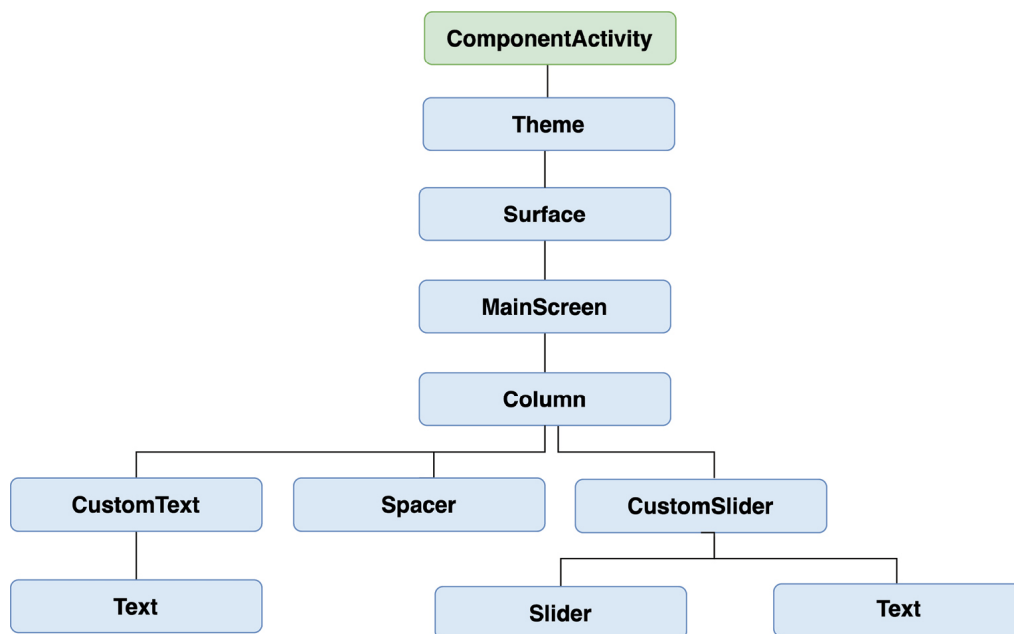 ComponentActivity
Theme
Surface
MainScreen
Column
CustomText
Spacer
CustomSlider
Text
Slider
Text